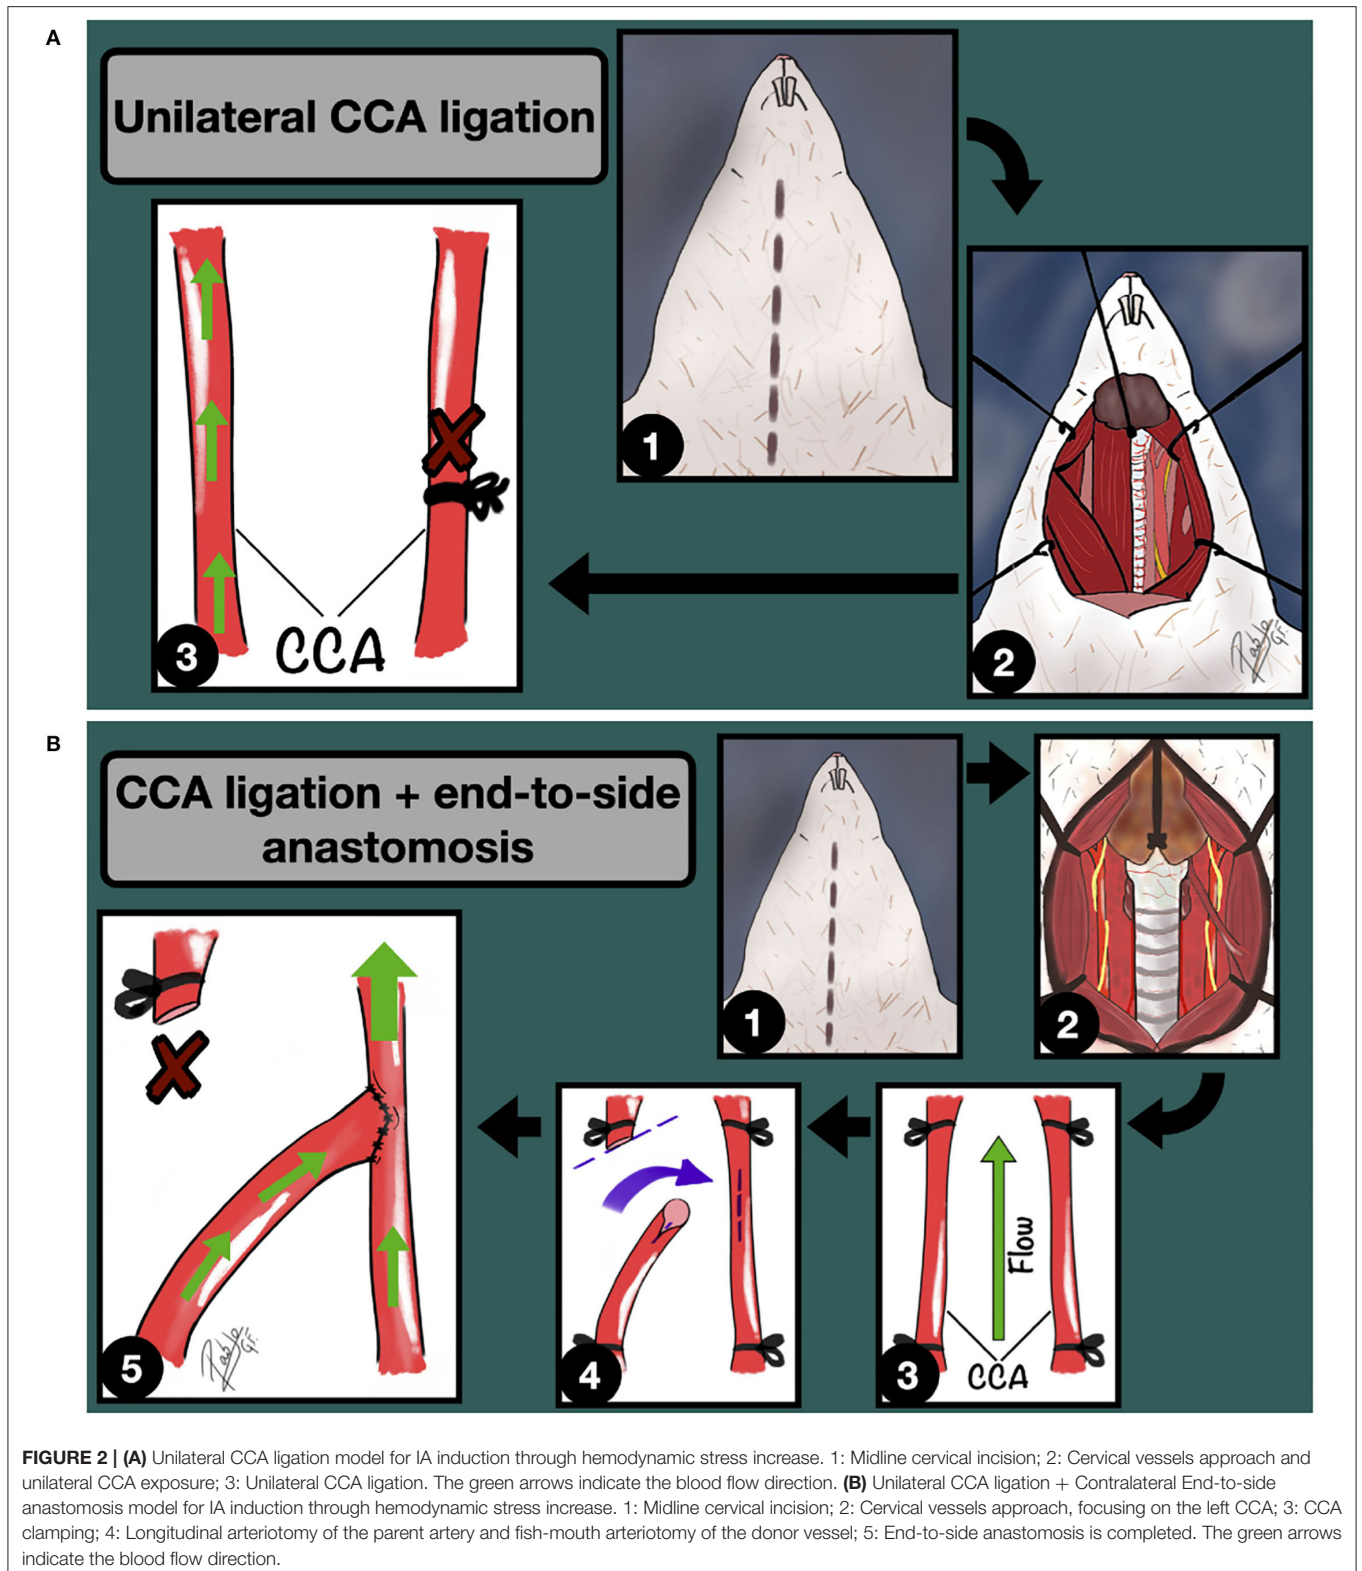 A
Unilateral CCA ligation
1
2
3
CCA
B
CCA ligation + end-to-side
anastomosis
1
2
3
Flow
CCA
4
5
FIGURE 2 | (A) Unilateral CCA ligation model for IA induction through hemodynamic stress increase. 1: Midline cervical incision; 2: Cervical vessels approach and
unilateral CCA exposure; 3: Unilateral CCA ligation. The green arrows indicate the blood flow direction. (B) Unilateral CCA ligation + Contralateral End-to-side
anastomosis model for IA induction through hemodynamic stress increase. 1: Midline cervical incision; 2: Cervical vessels approach, focusing on the left CCA; 3: CCA
clamping; 4: Longitudinal arteriotomy of the parent artery and fish-mouth arteriotomy of the donor vessel; 5: End-to-side anastomosis is completed. The green arrows
indicate the blood flow direction.